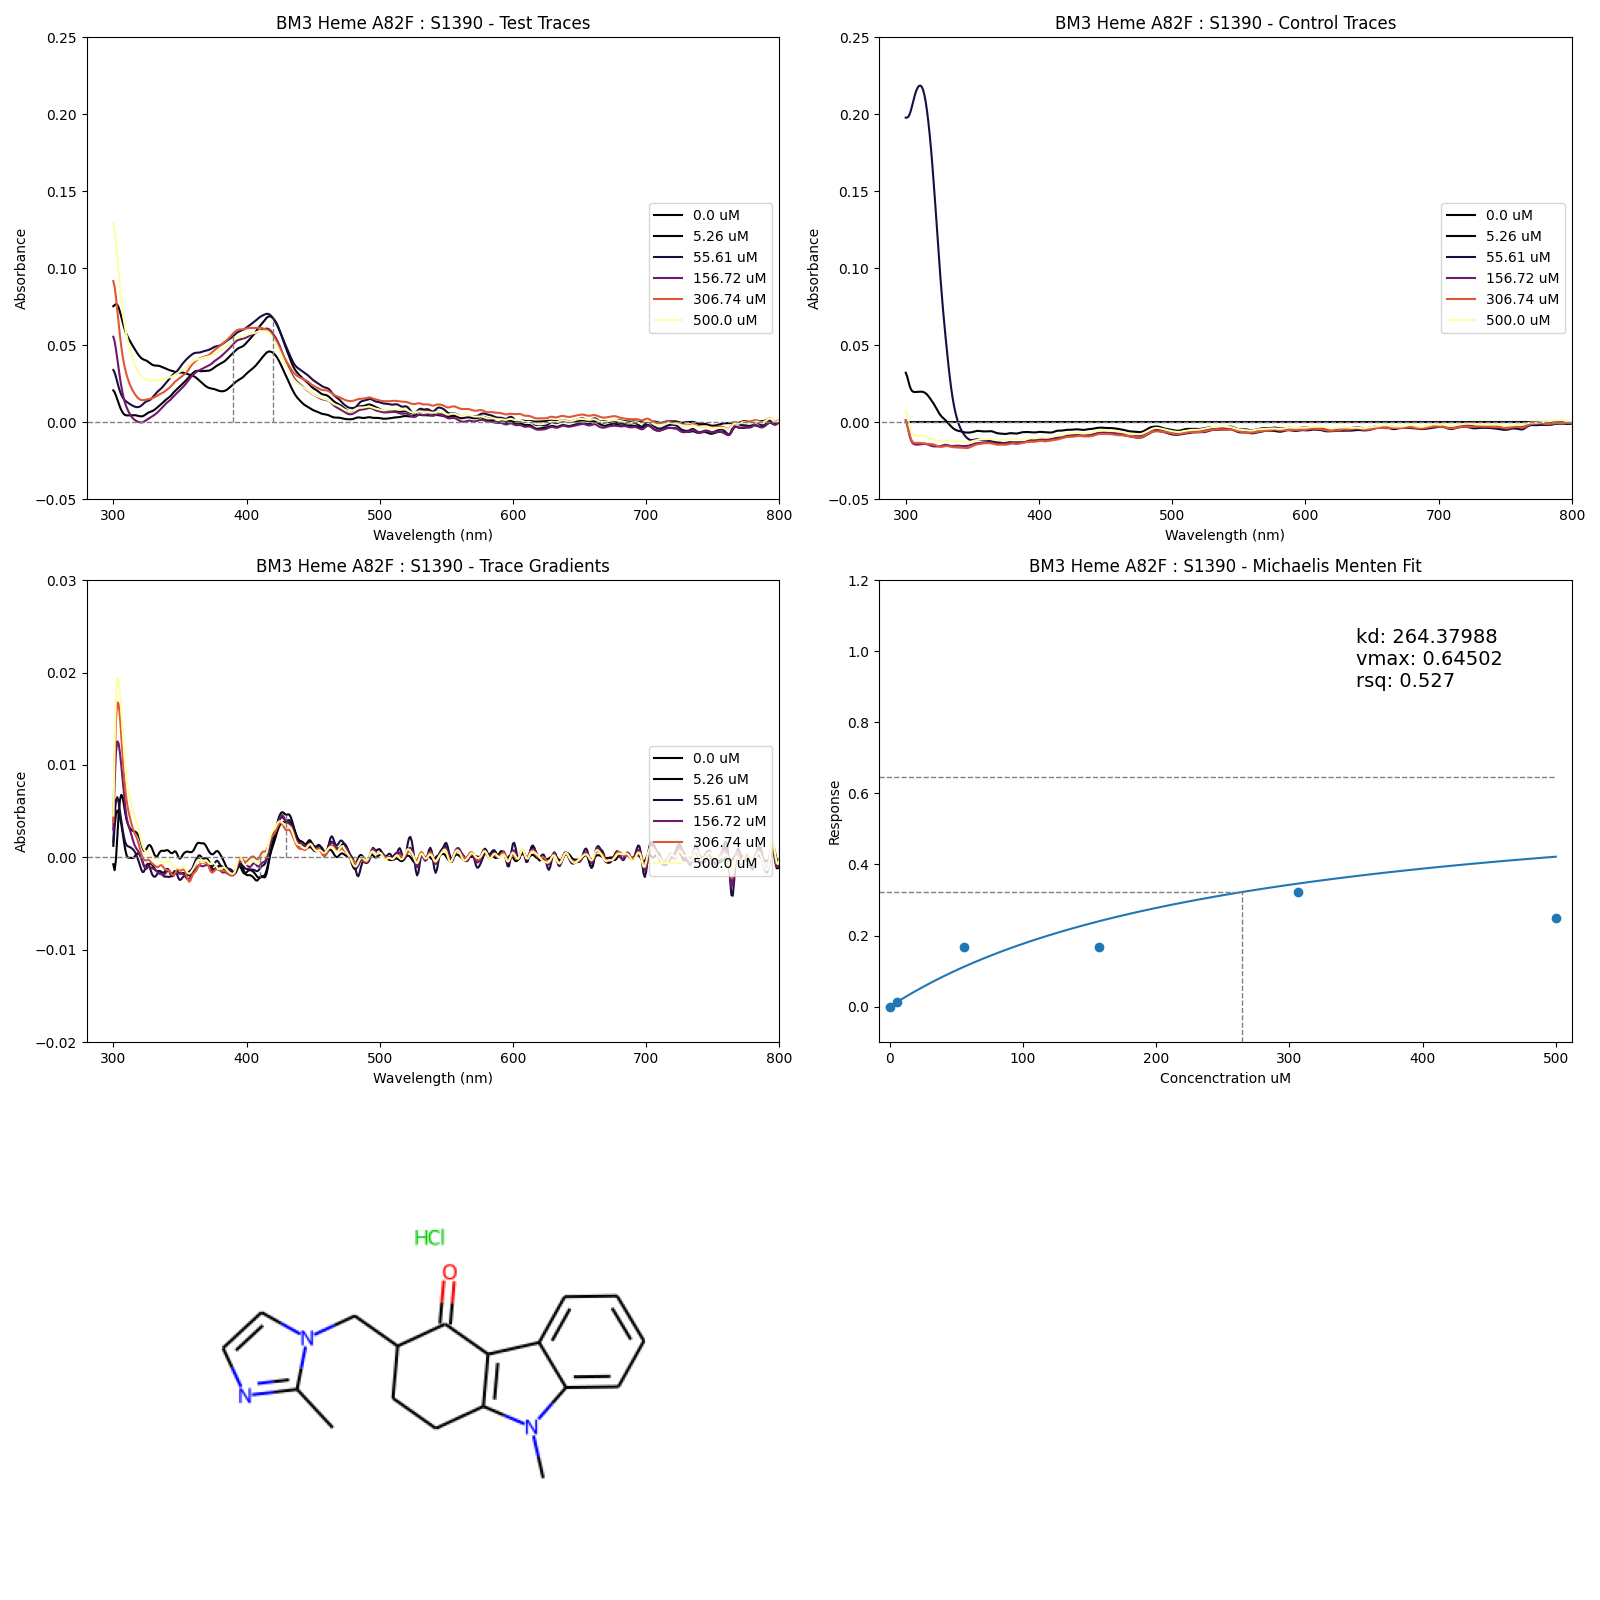 BM3 Heme A82F : S1390 - Test Traces
0.25
0.20
0.15
0.10
0.05
0.00
−0.05
Absorbance
300 400 500 600 700 800
Wavelength (nm)
0.0 uM
5.26 uM
55.61 uM
156.72 uM
306.74 uM
500.0 uM
BM3 Heme A82F : S1390 - Control Traces
0.25
0.20
0.15
0.10
0.05
0.00
−0.05
Absorbance
300 400 500 600 700 800
Wavelength (nm)
0.0 uM
5.26 uM
55.61 uM
156.72 uM
306.74 uM
500.0 uM
BM3 Heme A82F : S1390 - Trace Gradients
0.03
0.02
0.01
0.00
−0.01
−0.02
Absorbance
300 400 500 600 700 800
Wavelength (nm)
0.0 uM
5.26 uM
55.61 uM
156.72 uM
306.74 uM
500.0 uM
BM3 Heme A82F : S1390 - Michaelis Menten Fit
1.2
1.0
0.8
0.6
0.4
0.2
0.0
Response
0 100 200 300 400 500
Concenctration uM
kd: 264.37988
vmax: 0.64502
rsq: 0.527
HCl
O
N
N
N